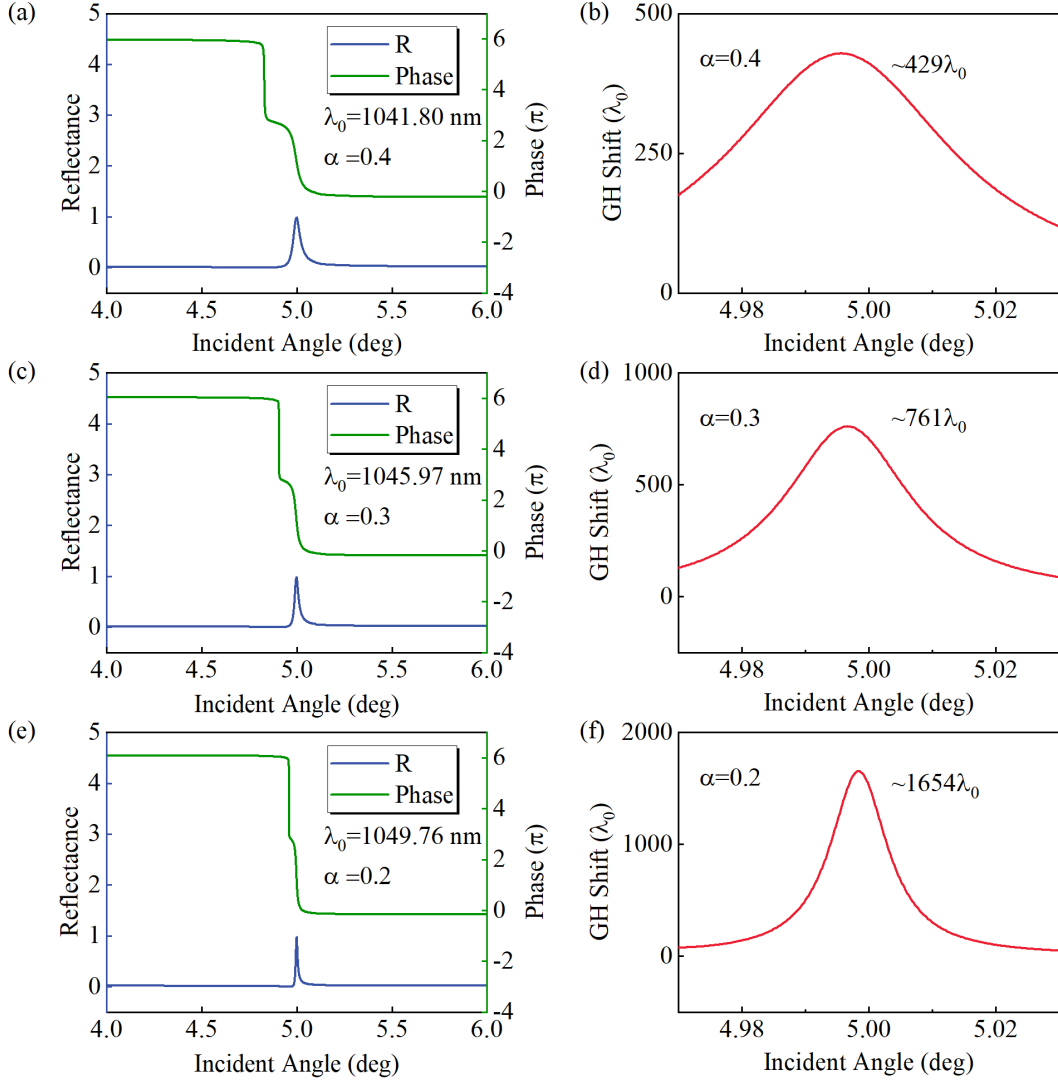 (a)
5
4
3
2
1
0
Reflectance
R
Phase
λ₀=1041.80 nm
α =0.4
6
4
2
0
-2
-4
Phase (π)
4.0 4.5 5.0 5.5 6.0
Incident Angle (deg)
(b)
500
250
0
GH Shift (λ₀)
α=0.4
~429λ₀
4.98 5.00 5.02
Incident Angle (deg)
(c)
5
4
3
2
1
0
Reflectance
R
Phase
λ₀=1045.97 nm
α =0.3
6
4
2
0
-2
-4
Phase (π)
4.0 4.5 5.0 5.5 6.0
Incident Angle (deg)
(d)
1000
500
0
GH Shift (λ₀)
α=0.3
~761λ₀
4.98 5.00 5.02
Incident Angle (deg)
(e)
5
4
3
2
1
0
Reflectacnce
R
Phase
λ₀=1049.76 nm
α =0.2
6
4
2
0
-2
-4
Phase (π)
4.0 4.5 5.0 5.5 6.0
Incident Angle (deg)
(f)
2000
1000
0
GH Shift (λ₀)
α=0.2
~1654λ₀
4.98 5.00 5.02
Incident Angle (deg)